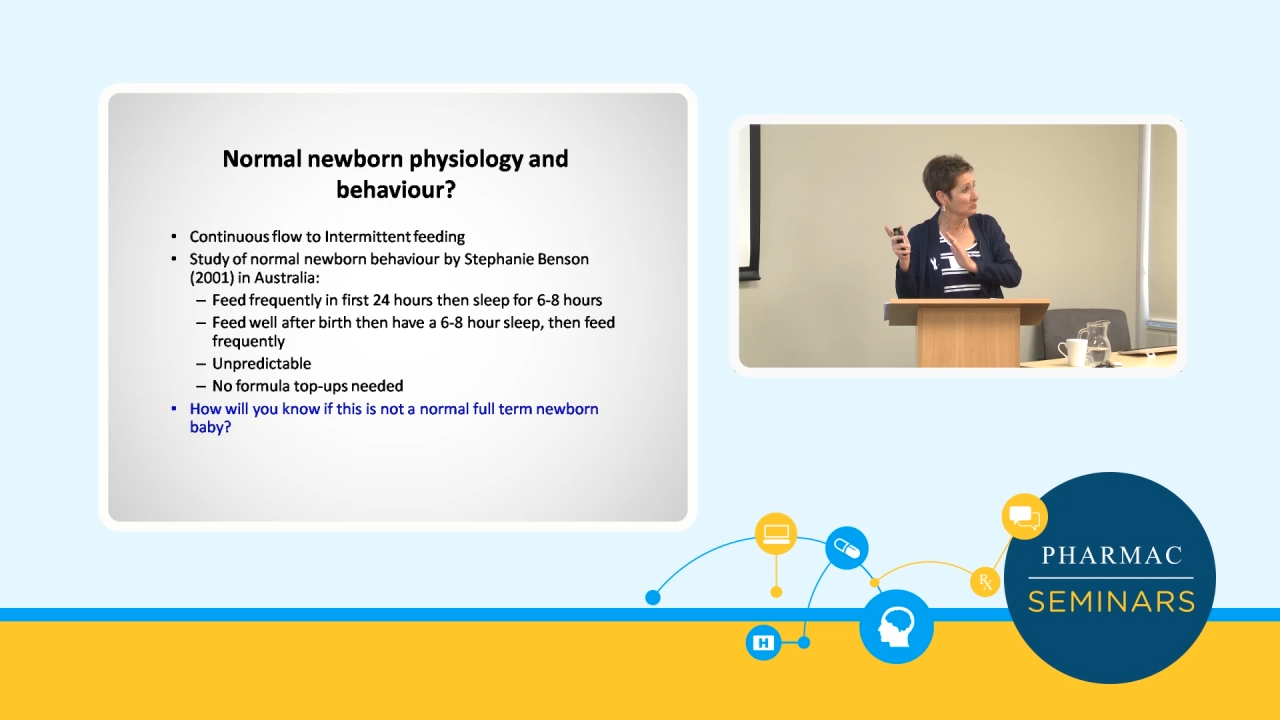 Normal newborn physiology and
behaviour?
• Continuous flow to Intermittent feeding
• Study of normal newborn behaviour by Stephanie Benson
(2001) in Australia:
– Feed frequently in first 24 hours then sleep for 6-8 hours
– Feed well after birth then have a 6-8 hour sleep, then feed
frequently
– Unpredictable
– No formula top-ups needed
• How will you know if this is not a normal full term newborn
baby?
Rx
H
PHARMAC
SEMINARS